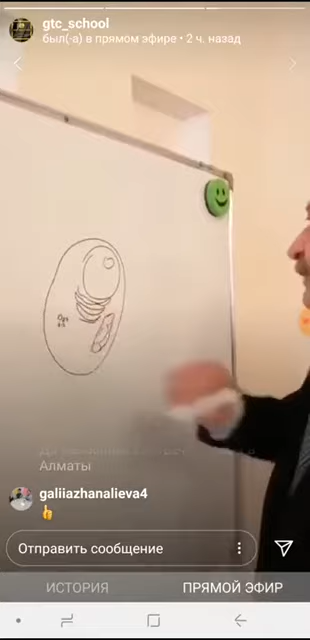 gtc_school
был(-а) в прямом эфире • 2 ч. назад
Алматы
galiiazhanalieva4
Отправить сообщение
ИСТОРИЯ
ПРЯМОЙ ЭФИР